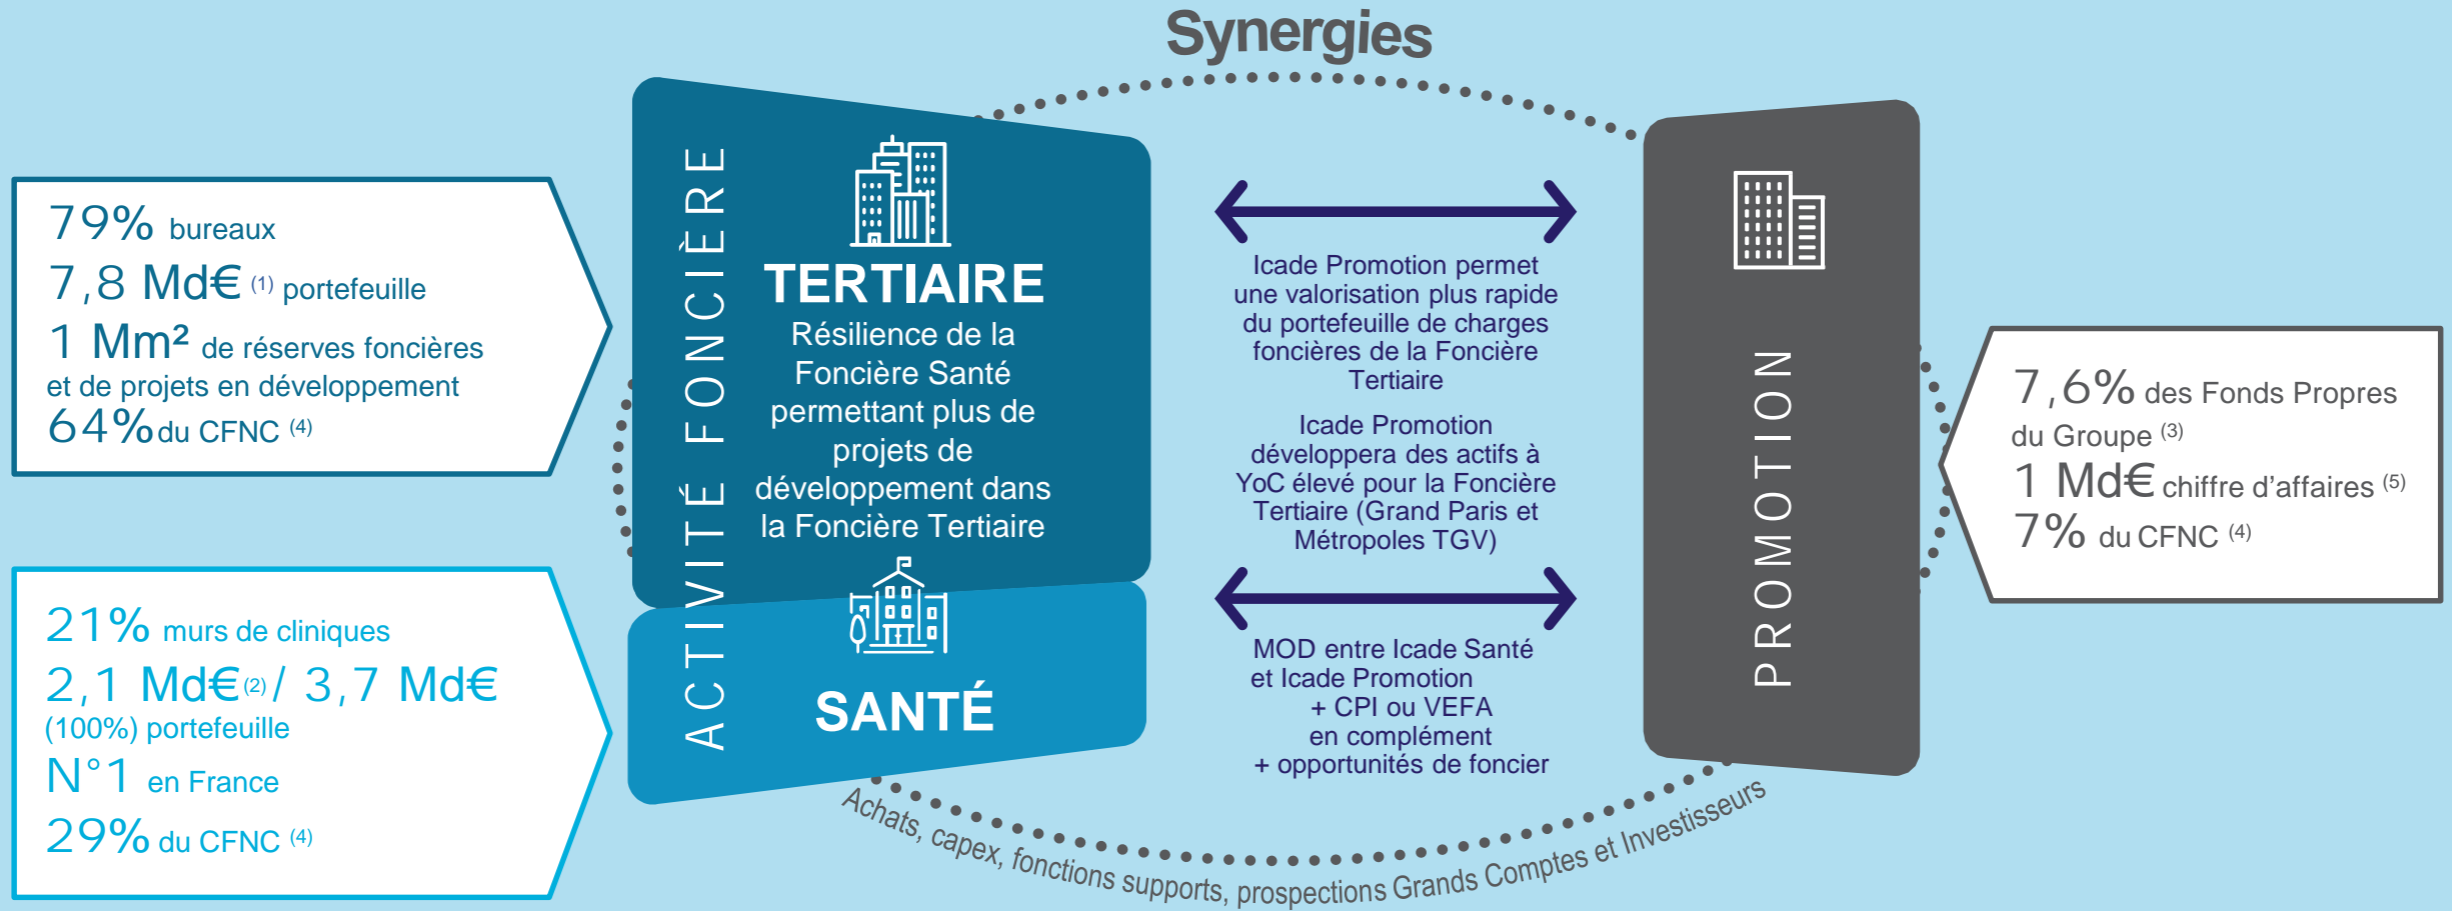 Synergies
79% bureaux
7,8 Md€ (1) portefeuille
1 Mm² de réserves foncières
et de projets en développement
64% du CFNC (4)
21% murs de cliniques
2,1 Md€ (2) / 3,7 Md€
(100%) portefeuille
N°1 en France
29% du CFNC (4)
ACTIVITÉ FONCIÈRE
TERTIAIRE
Résilience de la
Foncière Santé
permettant plus de
projets de
développement dans
la Foncière Tertiaire
SANTÉ
Icade Promotion permet
une valorisation plus rapide
du portefeuille de charges
foncières de la Foncière
Tertiaire
Icade Promotion
développera des actifs à
YoC élevé pour la Foncière
Tertiaire (Grand Paris et
Métropoles TGV)
MOD entre Icade Santé
et Icade Promotion
+ CPI ou VEFA
en complément
+ opportunités de foncier
PROMOTION
7,6% des Fonds Propres
du Groupe (3)
1 Md€ chiffre d'affaires (5)
7% du CFNC (4)
Achats, capex, fonctions supports, prospections Grands Comptes et Investisseurs